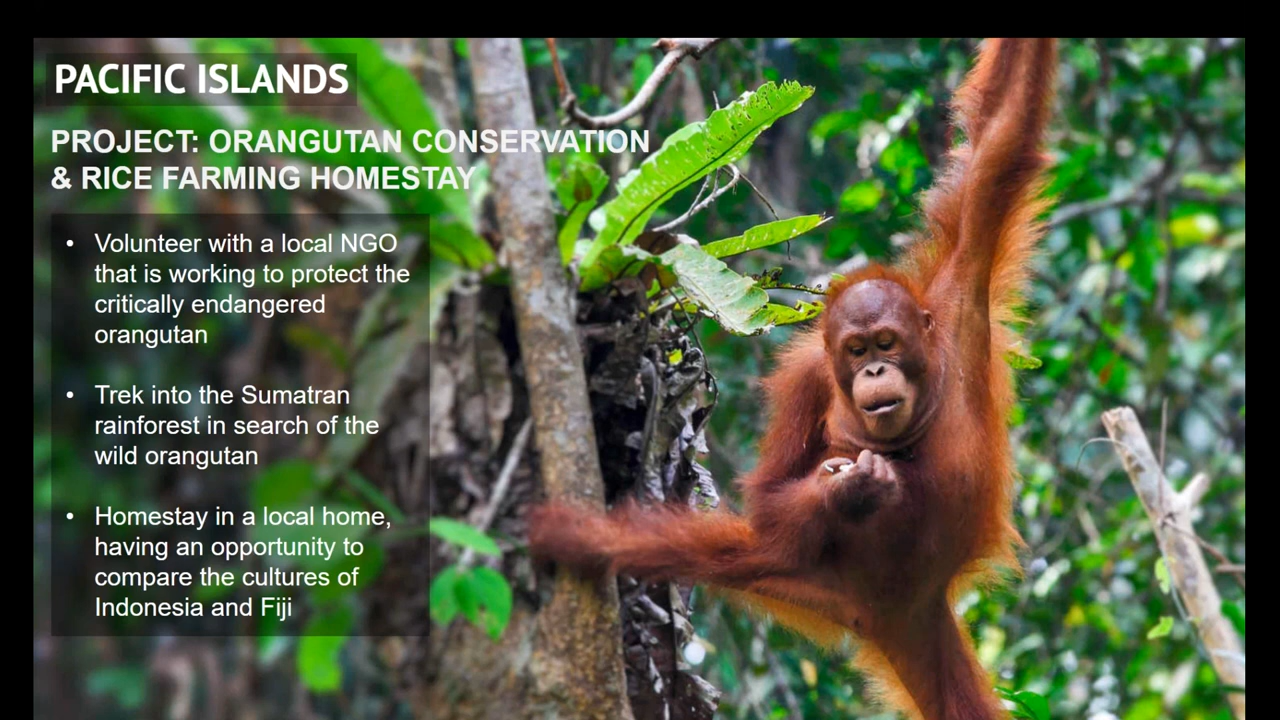 PACIFIC ISLANDS
PROJECT: ORANGUTAN CONSERVATION
& RICE FARMING HOMESTAY
• Volunteer with a local NGO
that is working to protect the
critically endangered
orangutan
• Trek into the Sumatran
rainforest in search of the
wild orangutan
• Homestay in a local home,
having an opportunity to
compare the cultures of
Indonesia and Fiji